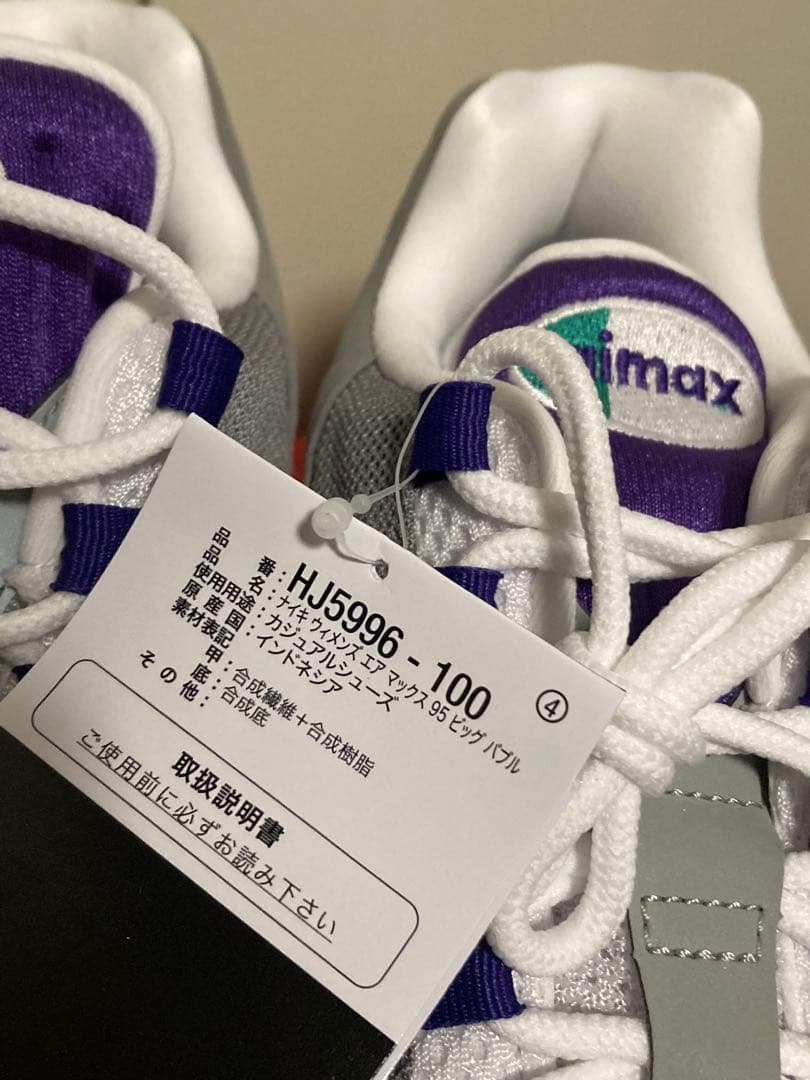 airmax
品番:HJ5996-100
品名:ナイキ ウィメンズ エア マックス 95 ビッグ バブル
使用用途:カジュアルシューズ
原産国:インドネシア
素材表記
甲:合成繊維+合成樹脂
底:合成底
その他:
④
取扱説明書
ご使用前に必ずお読み下さい